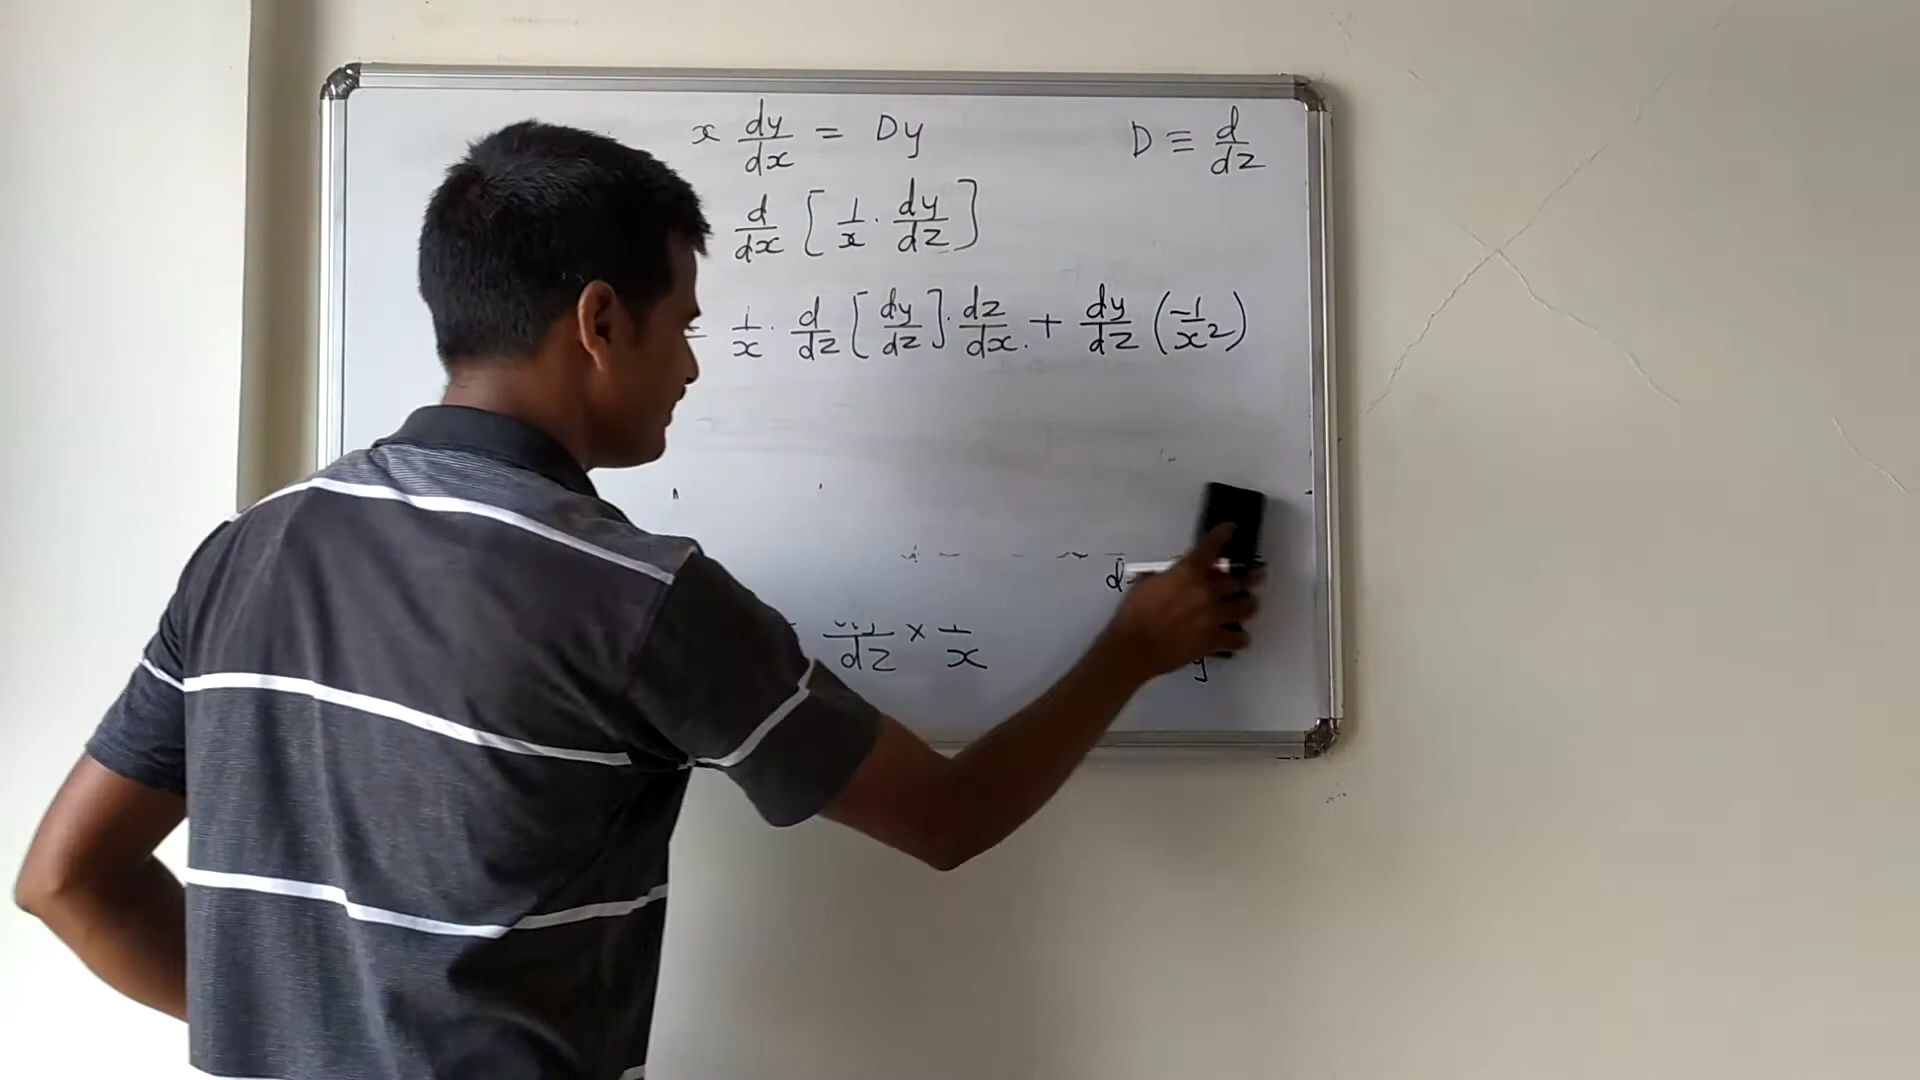 x dy/dx = Dy D ≡ d/dz
d/dx [1/x · dy/dz]
1/x · d/dz [dy/dz] · dz/dx + dy/dz (-1/x²)
d
dz × 1/x
y